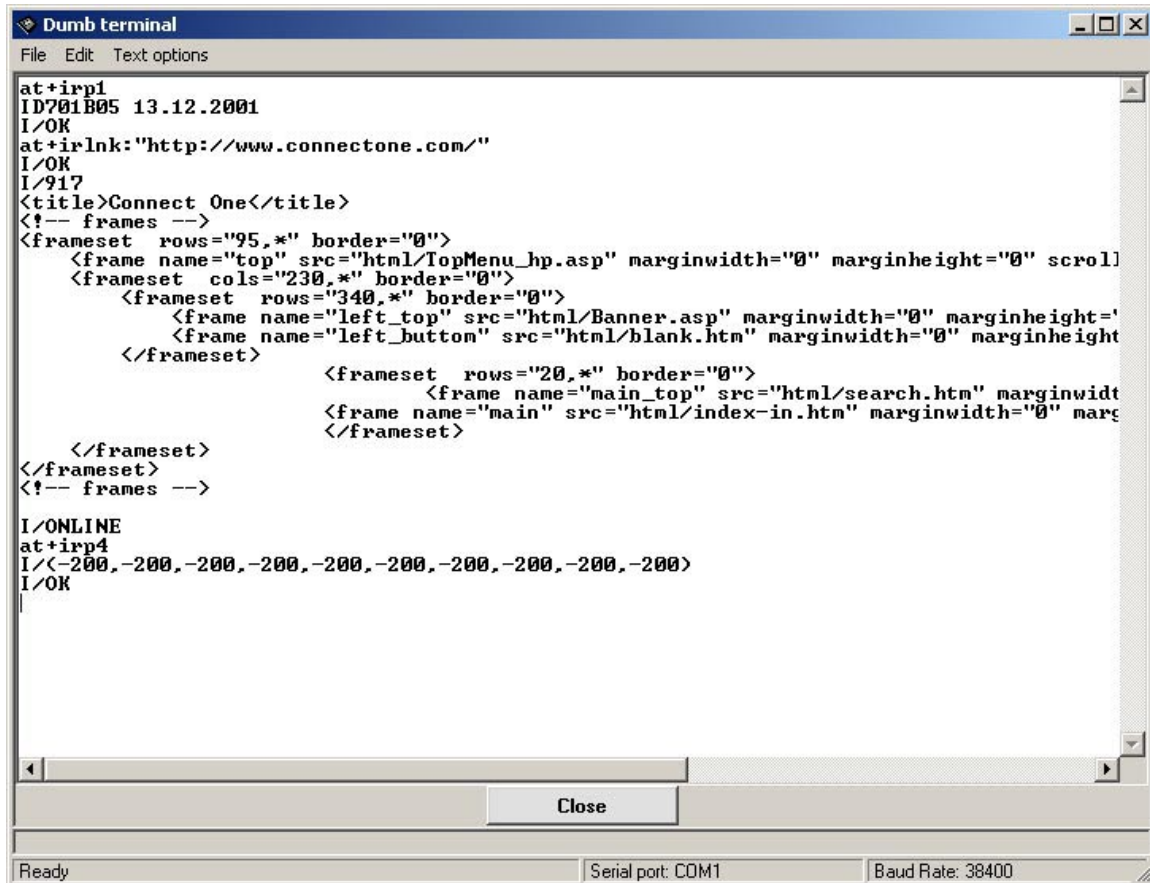 Dumb terminal
File Edit Text options
at+irp1
ID701B05 13.12.2001
I/OK
at+irlnk:"http://www.connectone.com/"
I/OK
I/917
<title>Connect One</title>
<!-- frames -->
<frameset  rows="95,*" border="0">
    <frame name="top" src="html/TopMenu_hp.asp" marginwidth="0" marginheight="0" scroll
    <frameset  cols="230,*" border="0">
        <frameset  rows="340,*" border="0">
            <frame name="left_top" src="html/Banner.asp" marginwidth="0" marginheight="
            <frame name="left_buttom" src="html/blank.htm" marginwidth="0" marginheight
        </frameset>
                        <frameset  rows="20,*" border="0">
                                <frame name="main_top" src="html/search.htm" marginwidt
                        <frame name="main" src="html/index-in.htm" marginwidth="0" marg
                        </frameset>
    </frameset>
</frameset>
<!-- frames -->
I/ONLINE
at+irp4
I/(-200,-200,-200,-200,-200,-200,-200,-200,-200,-200)
I/OK
Close
Ready Serial port: COM1 Baud Rate: 38400